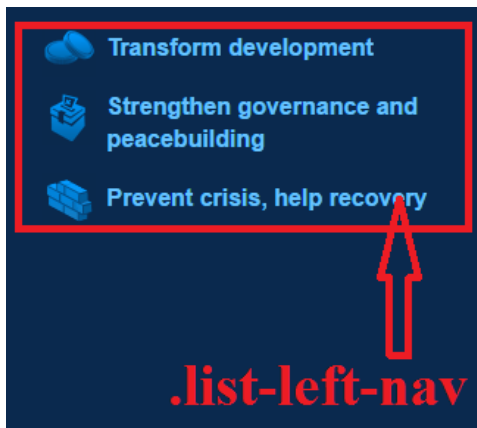 Transform development
Strengthen governance and
peacebuilding
Prevent crisis, help recovery
.list-left-nav